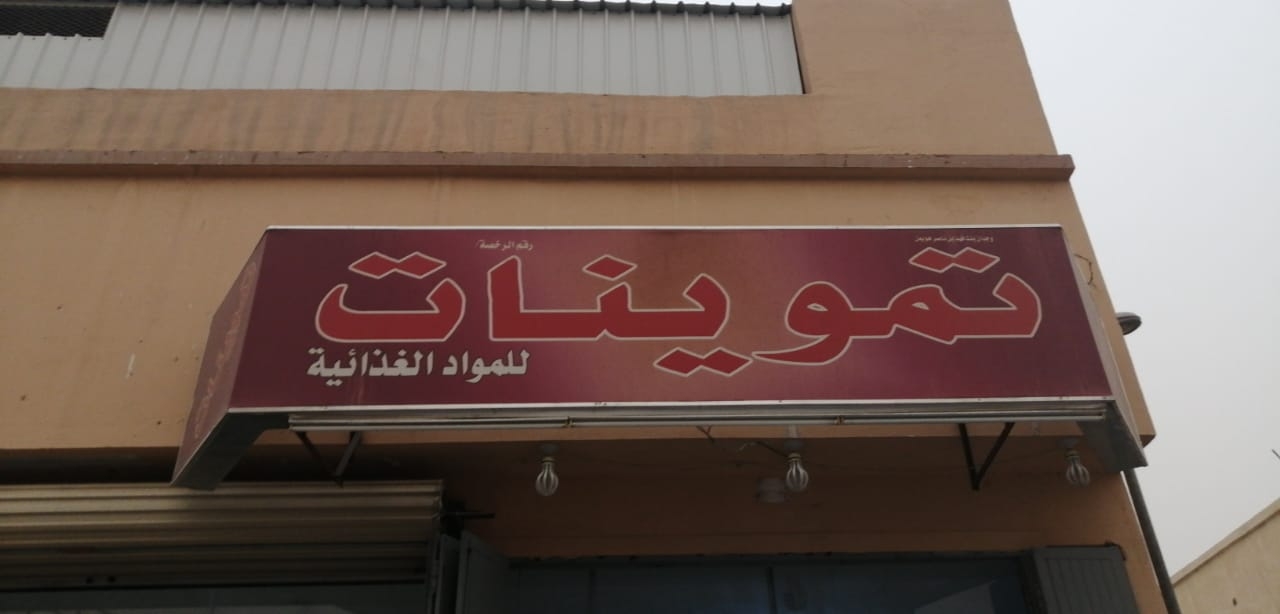 رقم الرخصة/
تموينات
للمواد الغذائية